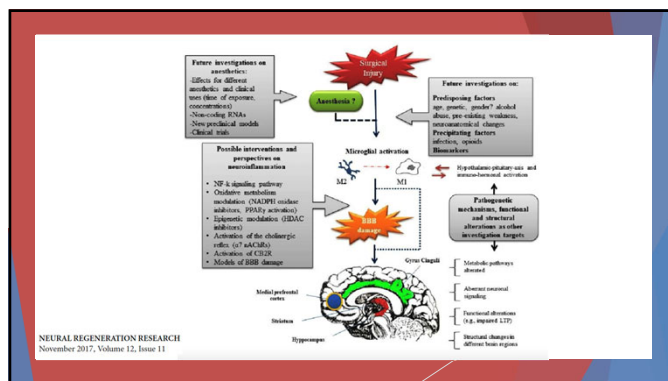 Future investigations on
anesthetics:
-Effects for different
anesthetics and clinical
uses (time of exposure,
concentrations)
-Non-coding RNAs
-New preclinical models
-Clinical trials
Surgical
Injury
Anesthesia ?
Future investigations on:
Predisposing factors
age, genetic, gender? alcohol
abuse, pre-existing weakness,
neuroanatomical changes
Precipitating factors
infection, opioids
Biomarkers
Possible interventions and
perspectives on
neuroinflammation
• NF-k signaling pathway
• Oxidative metabolism
modulation (NADPH oxidase
inhibitors, PPARγ activation)
• Epigenetic modulation (HDAC
inhibitors)
• Activation of the cholinergic
reflex (α7 nAChRs)
• Activation of CB2R
• Models of BBB damage
Microglial activation
M2
M1
Hypothalamic-pituitary-axis and
immune-hormonal activation
BBB
damage
Pathogenetic
mechanisms, functional
and structural
alterations as other
investigation targets
Gyrus Cinguli
Medial prefrontal
cortex
Striatum
Hyppocampus
Metabolic pathways
altered
Aberrant neuronal
signaling
Functional alterations
(e.g., impaired LTP)
Structural changes in
different brain regions
NEURAL REGENERATION RESEARCH
November 2017, Volume 12, Issue 11